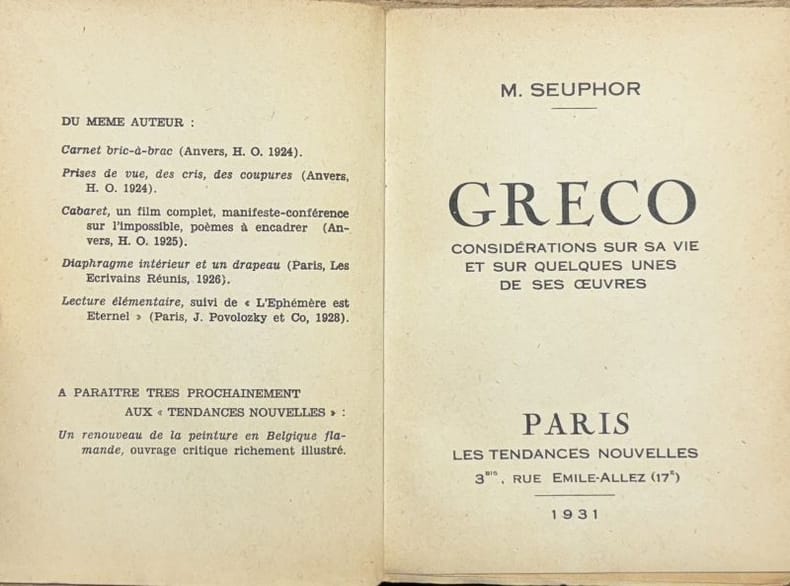 DU MEME AUTEUR :
Carnet bric-à-brac (Anvers, H. O. 1924).
Prises de vue, des cris, des coupures (Anvers,
H. O. 1924).
Cabaret, un film complet, manifeste-conférence
sur l'impossible, poèmes à encadrer (An-
vers, H. O. 1925).
Diaphragme intérieur et un drapeau (Paris, Les
Ecrivains Réunis, 1926).
Lecture élémentaire, suivi de « L'Ephémère est
Eternel » (Paris, J. Povolozky et Co, 1928).
A PARAITRE TRES PROCHAINEMENT
AUX « TENDANCES NOUVELLES » :
Un renouveau de la peinture en Belgique fla-
mande, ouvrage critique richement illustré.
M. SEUPHOR
GRECO
CONSIDÉRATIONS SUR SA VIE
ET SUR QUELQUES UNES
DE SES ŒUVRES
PARIS
LES TENDANCES NOUVELLES
3BIS, RUE EMILE-ALLEZ (17E)
1931